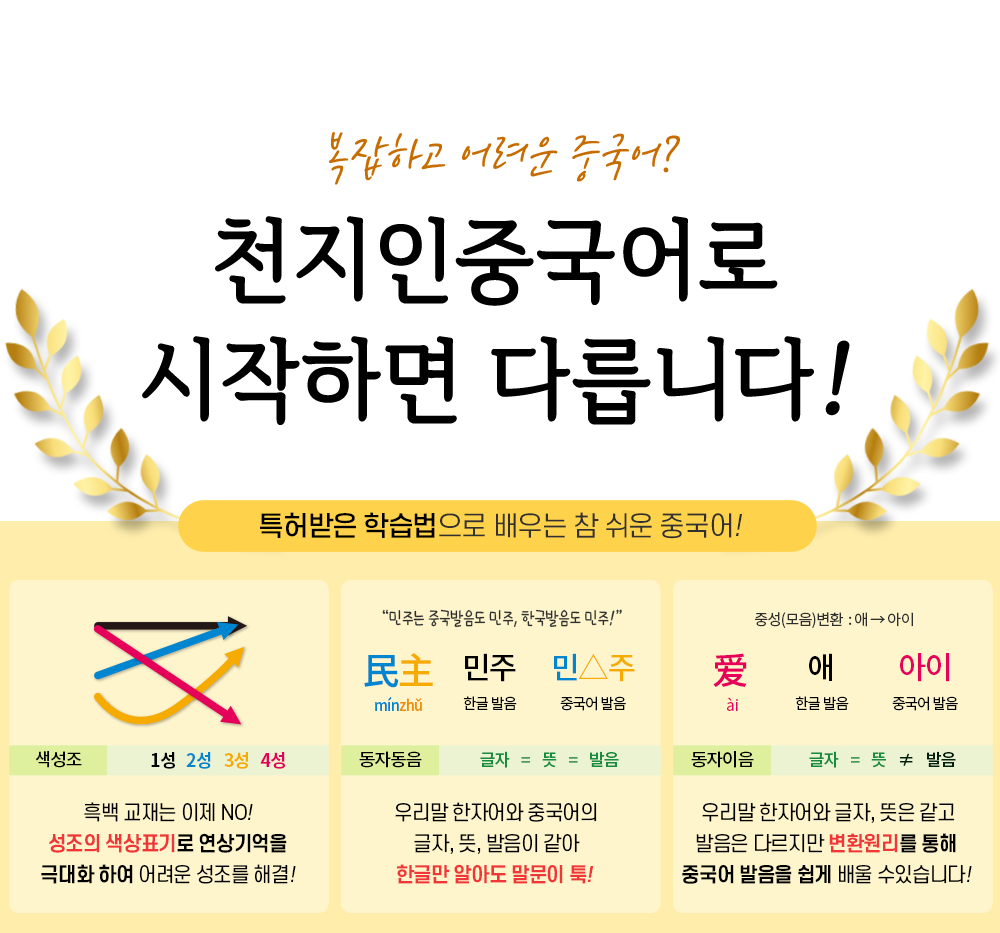 복잡하고 어려운 중국어?
천지인중국어로
시작하면 다릅니다!
특허받은 학습법으로 배우는 참 쉬운 중국어!
색성조 1성 2성 3성 4성
흑백 교재는 이제 NO!
성조의 색상표기로 연상기억을
극대화 하여 어려운 성조를 해결!
“민주는 중국발음도 민주, 한국발음도 민주!”
民主 민주 민△주
mínzhǔ 한글 발음 중국어 발음
동자동음 글자 = 뜻 = 발음
우리말 한자어와 중국어의
글자, 뜻, 발음이 같아
한글만 알아도 말문이 툭!
중성(모음)변환 : 애 → 아이
爱 애 아이
ài 한글 발음 중국어 발음
동자이음 글자 = 뜻 ≠ 발음
우리말 한자어와 글자, 뜻은 같고
발음은 다르지만 변환원리를 통해
중국어 발음을 쉽게 배울 수있습니다!